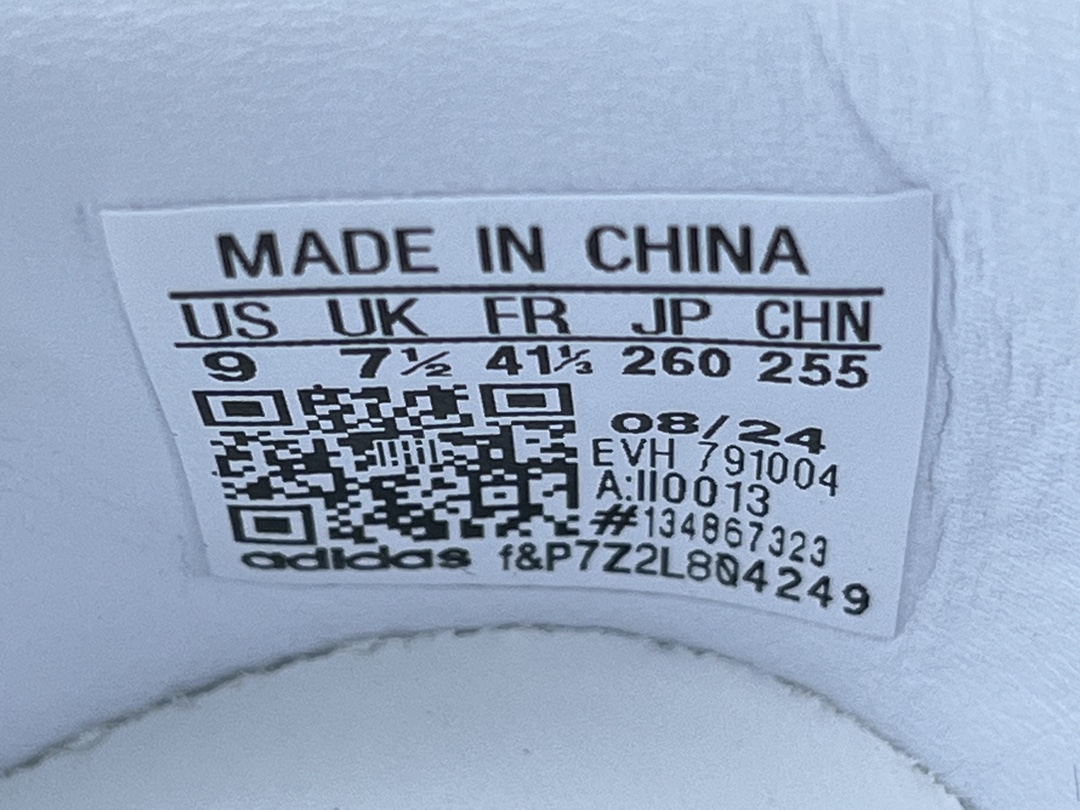 MADE IN CHINA
US UK FR JP CHN
9 7½ 41⅓ 260 255
08/24
EVH 791004
A:II0013
#134867323
adidas f&P7Z2L804249